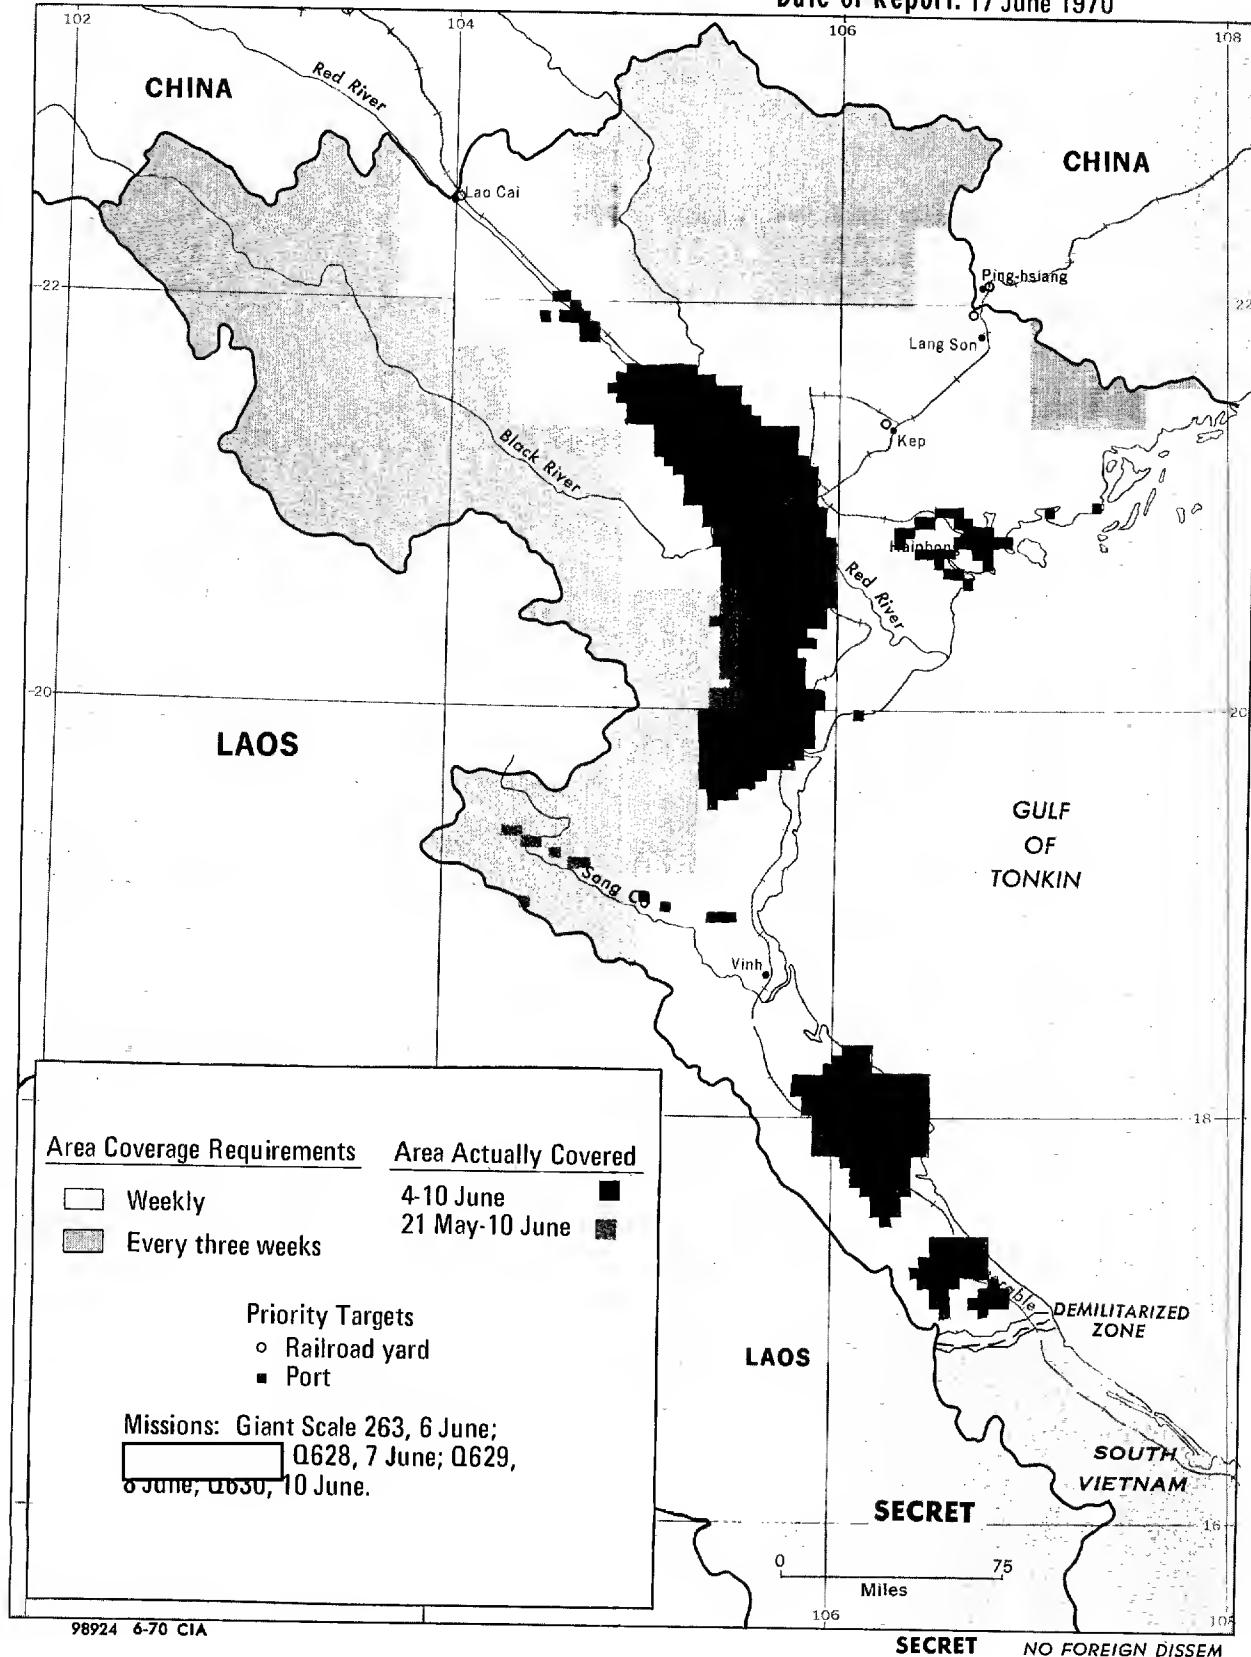 Date of Report: 17 June 1970
102
104
106
108
CHINA
Red River
CHINA
Lao Cai
Ping-hsiang
22
22
Lang Son
Kep
Black River
Haiphong
Red River
20
20
LAOS
GULF
OF
TONKIN
Song Ca
Vinh
18
Area Coverage Requirements
Weekly
Every three weeks
Area Actually Covered
4-10 June
21 May-10 June
Priority Targets
Railroad yard
Port
Missions: Giant Scale 263, 6 June;
Q628, 7 June; Q629,
8 June; Q630, 10 June.
DEMILITARIZED
ZONE
LAOS
SOUTH
VIETNAM
SECRET
16
0
75
Miles
106
108
98924 6-70 CIA
SECRET NO FOREIGN DISSEM